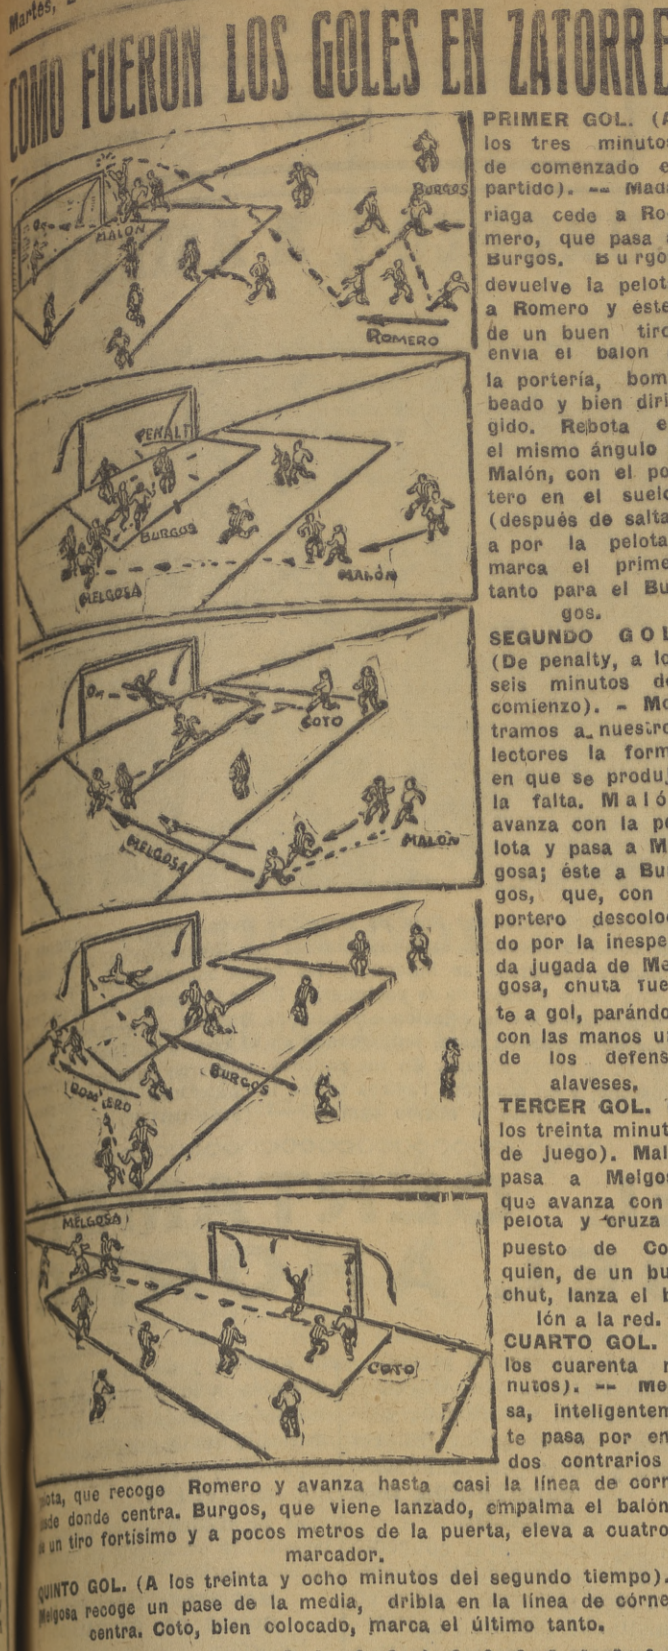 Martes,
COMO FUERON LOS GOLES EN ZATORRE
MALON
BURGOS
ROMERO
PENALTI
BURGOS
MELGOSA
MALÓN
COTO
MELGOSA
MALÓN
ROMERO
BURGOS
MELGOSA
COTO
PRIMER GOL. (A
los tres minutos
de comenzado e
partido). -- Mada
riaga cede a Ro
mero, que pasa a
Burgos. Burgo
devuelve la pelot
a Romero y éste
de un buen tiro
envía el balon
la portería, bom
beado y bien diri
gido. Rebota e
el mismo ángulo
Malón, con el po
tero en el suelo
(después de salta
a por la pelota
marca el prime
tanto para el Bu
gos.
SEGUNDO GOL
(De penalty, a lo
seis minutos de
comienzo). - Mo
tramos a nuestro
lectores la form
en que se produj
la falta. Maló
avanza con la pe
lota y pasa a M
gosa; éste a Bu
gos, que, con
portero descolo
do por la inespe
da jugada de Me
gosa, chuta fue
te a gol, parándo
con las manos u
de los defens
alaveses.
TERCER GOL.
los treinta minut
de juego). Mal
pasa a Melgos
que avanza con
pelota y cruza
puesto de Co
quien, de un bu
chut, lanza el b
lón a la red.
CUARTO GOL.
los cuarenta m
nutos). -- Me
sa, inteligentem
te pasa por en
dos contrarios
lota, que recoge Romero y avanza hasta casi la línea de corn
desde donde centra. Burgos, que viene lanzado, empalma el balón
un tiro fortísimo y a pocos metros de la puerta, eleva a cuatro
marcador.
QUINTO GOL. (A los treinta y ocho minutos del segundo tiempo).
Melgosa recoge un pase de la media, dribla en la línea de córne
centra. Coto, bien colocado, marca el último tanto.